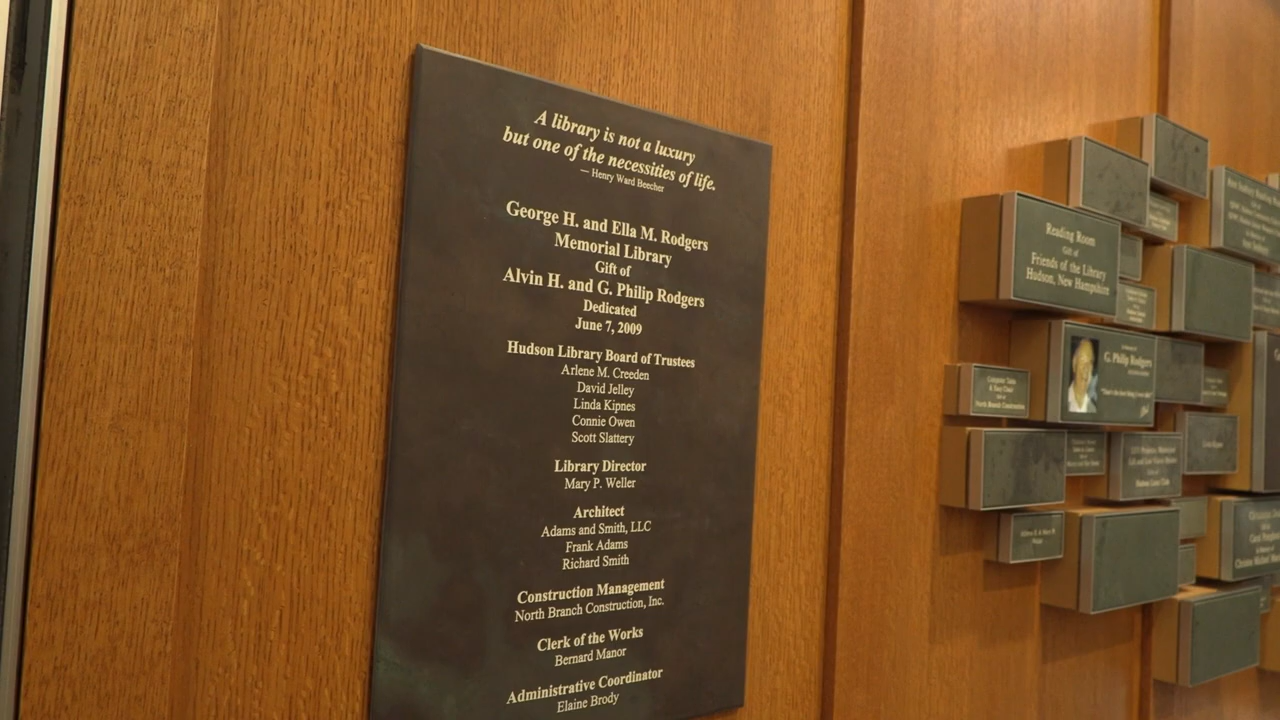 A library is not a luxury
but one of the necessities of life.
— Henry Ward Beecher
George H. and Ella M. Rodgers
Memorial Library
Gift of
Alvin H. and G. Philip Rodgers
Dedicated
June 7, 2009
Hudson Library Board of Trustees
Arlene M. Creeden
David Jelley
Linda Kipnes
Connie Owen
Scott Slattery
Library Director
Mary P. Weller
Architect
Adams and Smith, LLC
Frank Adams
Richard Smith
Construction Management
North Branch Construction, Inc.
Clerk of the Works
Bernard Manor
Administrative Coordinator
Elaine Brody
Reading Room
Gift of
Friends of the Library
Hudson, New Hampshire
G. Philip Rodgers
North Branch Construction